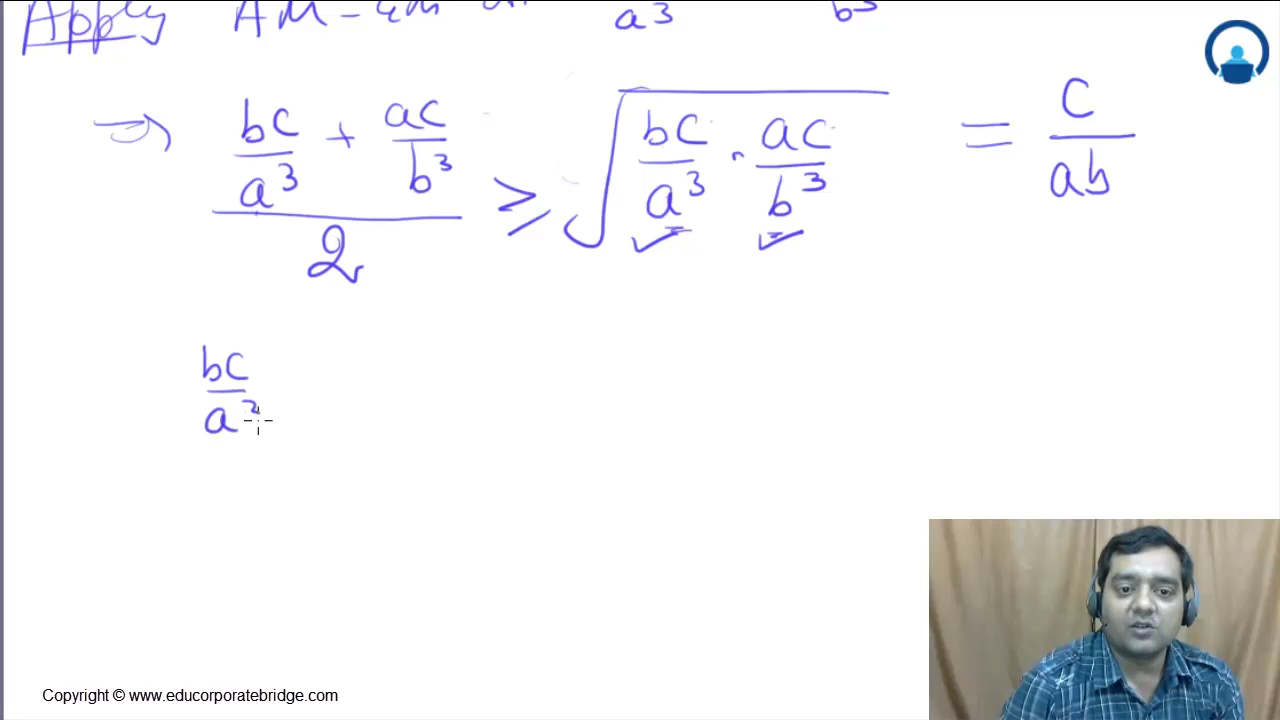 Apply AM-GM on a³ b³
⇒ (bc/a³ + ac/b³)/2 ≥ √(bc/a³ · ac/b³) = c/ab
bc/a³
Copyright © www.educorporatebridge.com